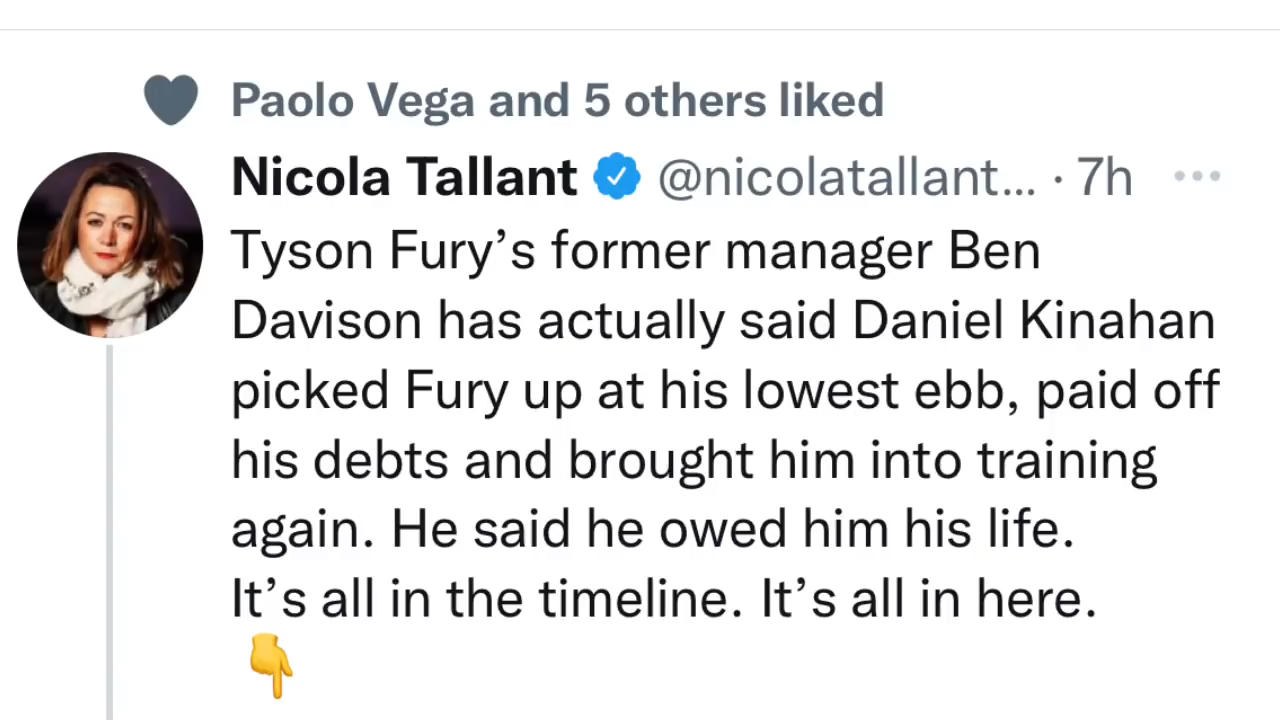 Paolo Vega and 5 others liked
Nicola Tallant @nicolatallant... · 7h
Tyson Fury’s former manager Ben
Davison has actually said Daniel Kinahan
picked Fury up at his lowest ebb, paid off
his debts and brought him into training
again. He said he owed him his life.
It’s all in the timeline. It’s all in here.